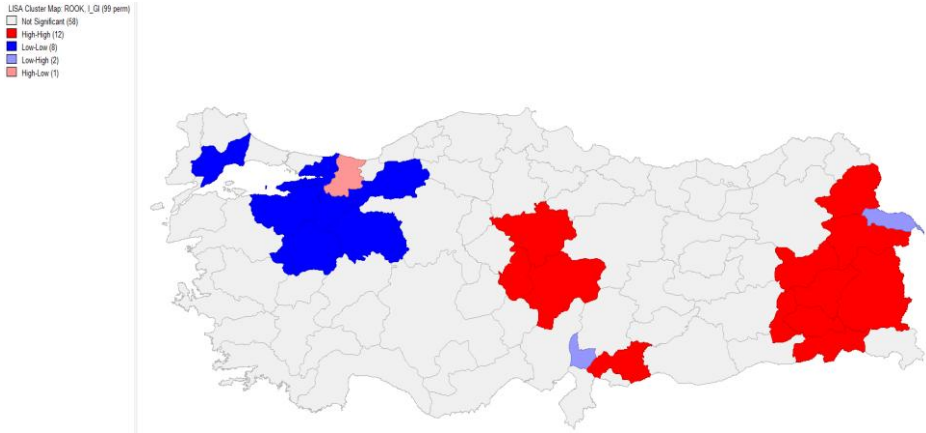 LISA Cluster Map: ROOK, I_GI (99 perm)
Not Significant (58)
High-High (12)
Low-Low (8)
Low-High (2)
High-Low (1)